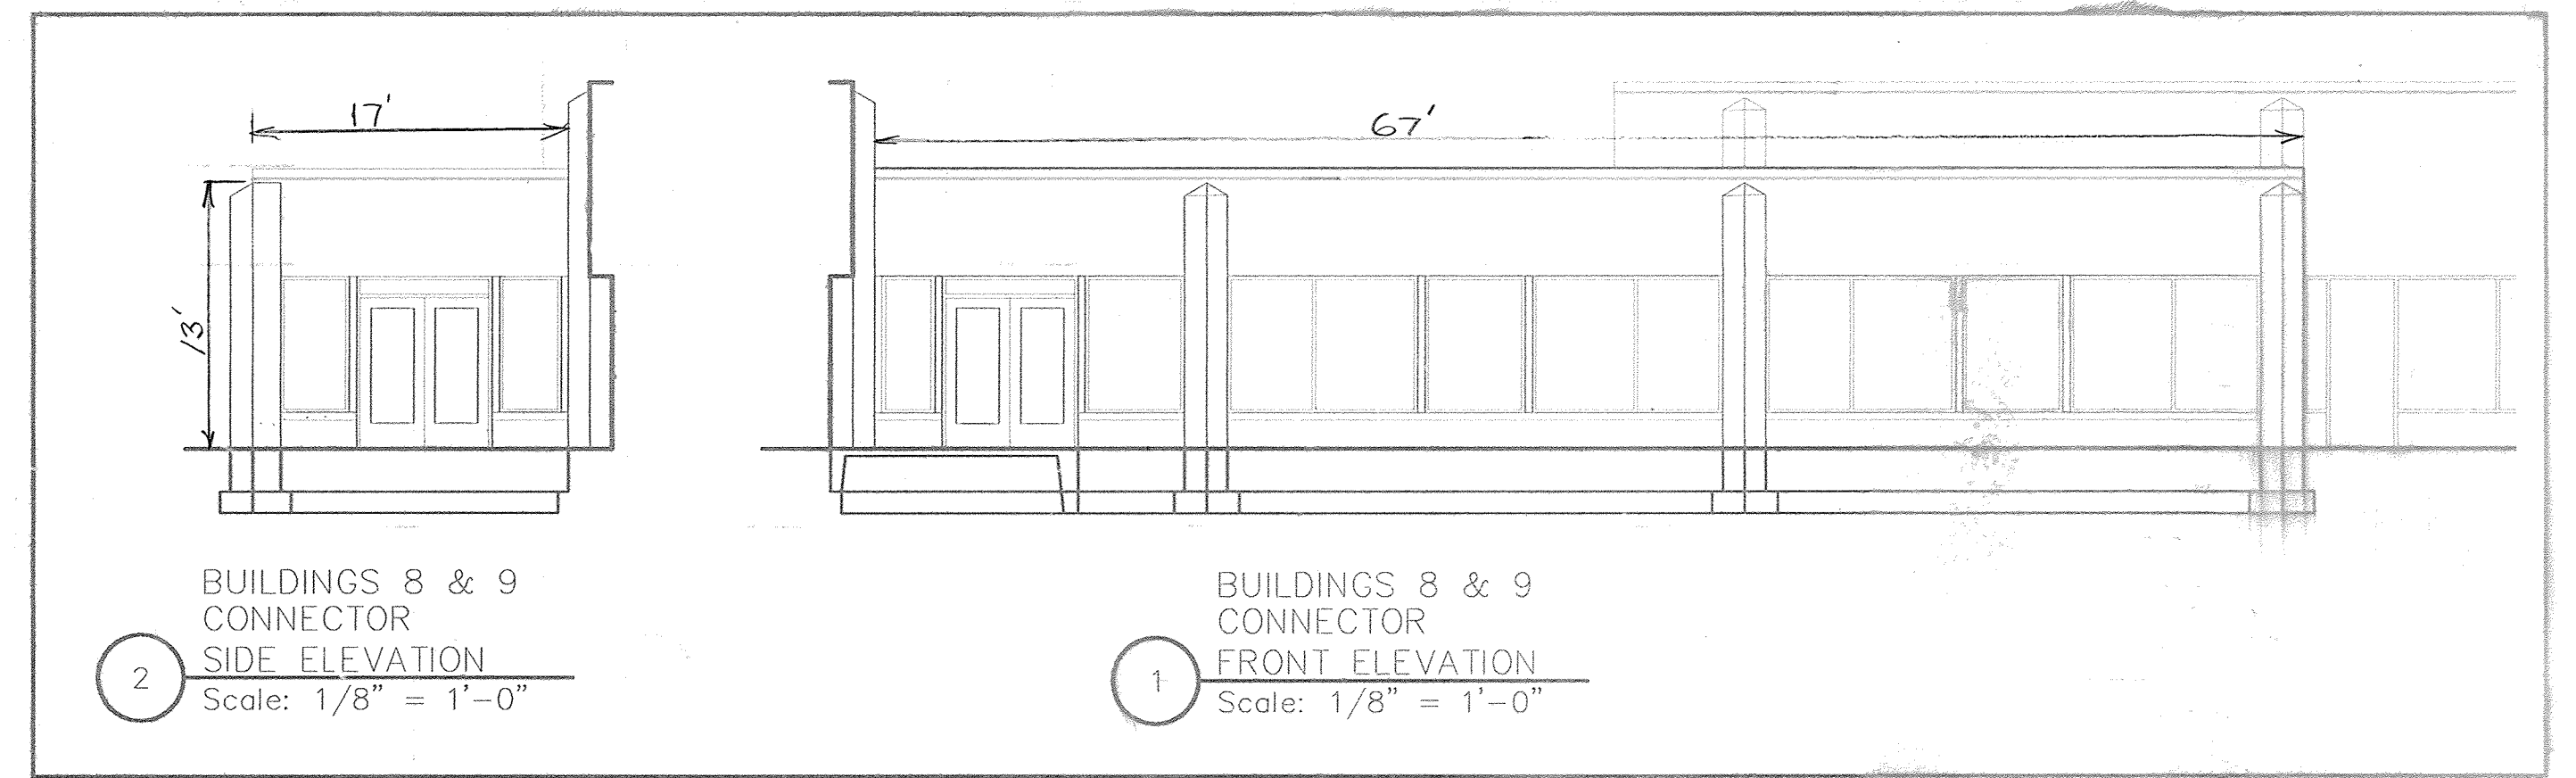 17'
67'
13'
BUILDINGS 8 & 9
CONNECTOR
2
SIDE ELEVATION
Scale: 1/8" = 1'-0"
BUILDINGS 8 & 9
CONNECTOR
1
FRONT ELEVATION
Scale: 1/8" = 1'-0"